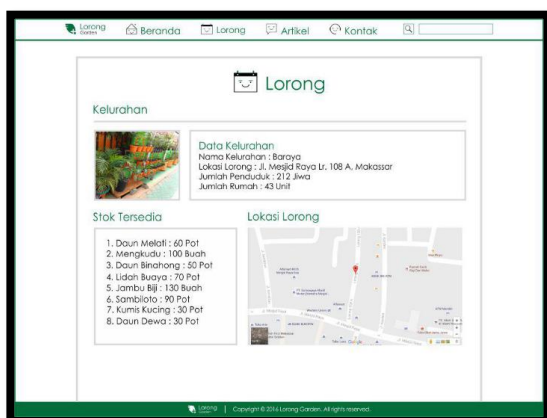 Lorong
Garden
Beranda
Lorong
Artikel
Kontak
Lorong
Kelurahan
Data Kelurahan
Nama Kelurahan : Baraya
Lokasi Lorong : Jl. Mesjid Raya Lr. 108 A, Makassar
Jumlah Penduduk : 212 Jiwa
Jumlah Rumah : 43 Unit
Stok Tersedia
1. Daun Melati : 60 Pot
2. Mengkudu : 100 Buah
3. Daun Binahong : 50 Pot
4. Lidah Buaya : 70 Pot
5. Jambu Biji : 130 Buah
6. Sambiloto : 90 Pot
7. Kumis Kucing : 30 Pot
8. Daun Dewa : 30 Pot
Lokasi Lorong
Google
Lorong
Copyright © 2016 Lorong Garden. All rights reserved.